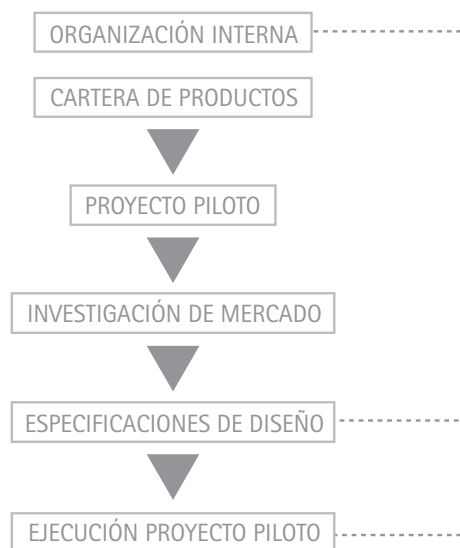 ORGANIZACIÓN INTERNA
CARTERA DE PRODUCTOS
PROYECTO PILOTO
INVESTIGACIÓN DE MERCADO
ESPECIFICACIONES DE DISEÑO
EJECUCIÓN PROYECTO PILOTO